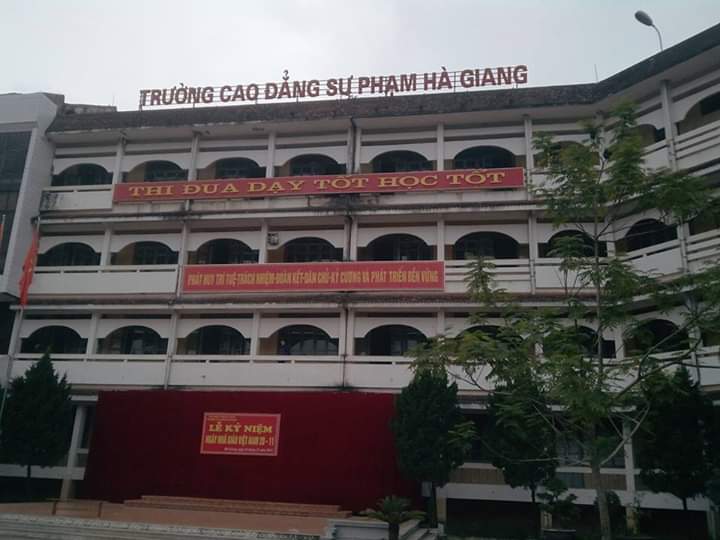 TRƯỜNG CAO ĐẲNG SƯ PHẠM HÀ GIANG
THI ĐUA DẠY TỐT HỌC TỐT
PHÁT HUY TRÍ TUỆ-TRÁCH NHIỆM-ĐOÀN KẾT-DÂN CHỦ-KỶ CƯƠNG VÀ PHÁT TRIỂN BỀN VỮNG
LỄ KỶ NIỆM
NGÀY NHÀ GIÁO VIỆT NAM 20 - 11